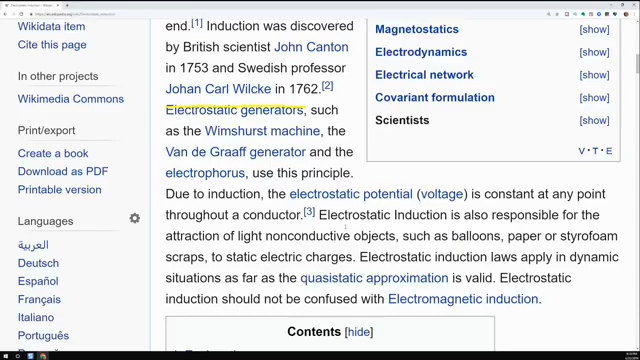 Wikidata item
Cite this page
In other projects
Wikimedia Commons
Print/export
Create a book
Download as PDF
Printable version
Languages
العربية
Deutsch
Español
Français
Italiano
Português
end.[1] Induction was discovered
by British scientist John Canton
in 1753 and Swedish professor
Johan Carl Wilcke in 1762.[2]
Electrostatic generators, such
as the Wimshurst machine, the
Van de Graaff generator and the
electrophorus, use this principle.
Due to induction, the electrostatic potential (voltage) is constant at any point
throughout a conductor.[3] Electrostatic Induction is also responsible for the
attraction of light nonconductive objects, such as balloons, paper or styrofoam
scraps, to static electric charges. Electrostatic induction laws apply in dynamic
situations as far as the quasistatic approximation is valid. Electrostatic
induction should not be confused with Electromagnetic induction.
Contents [hide]
Magnetostatics [show]
Electrodynamics [show]
Electrical network [show]
Covariant formulation [show]
Scientists [show]
V · T · E